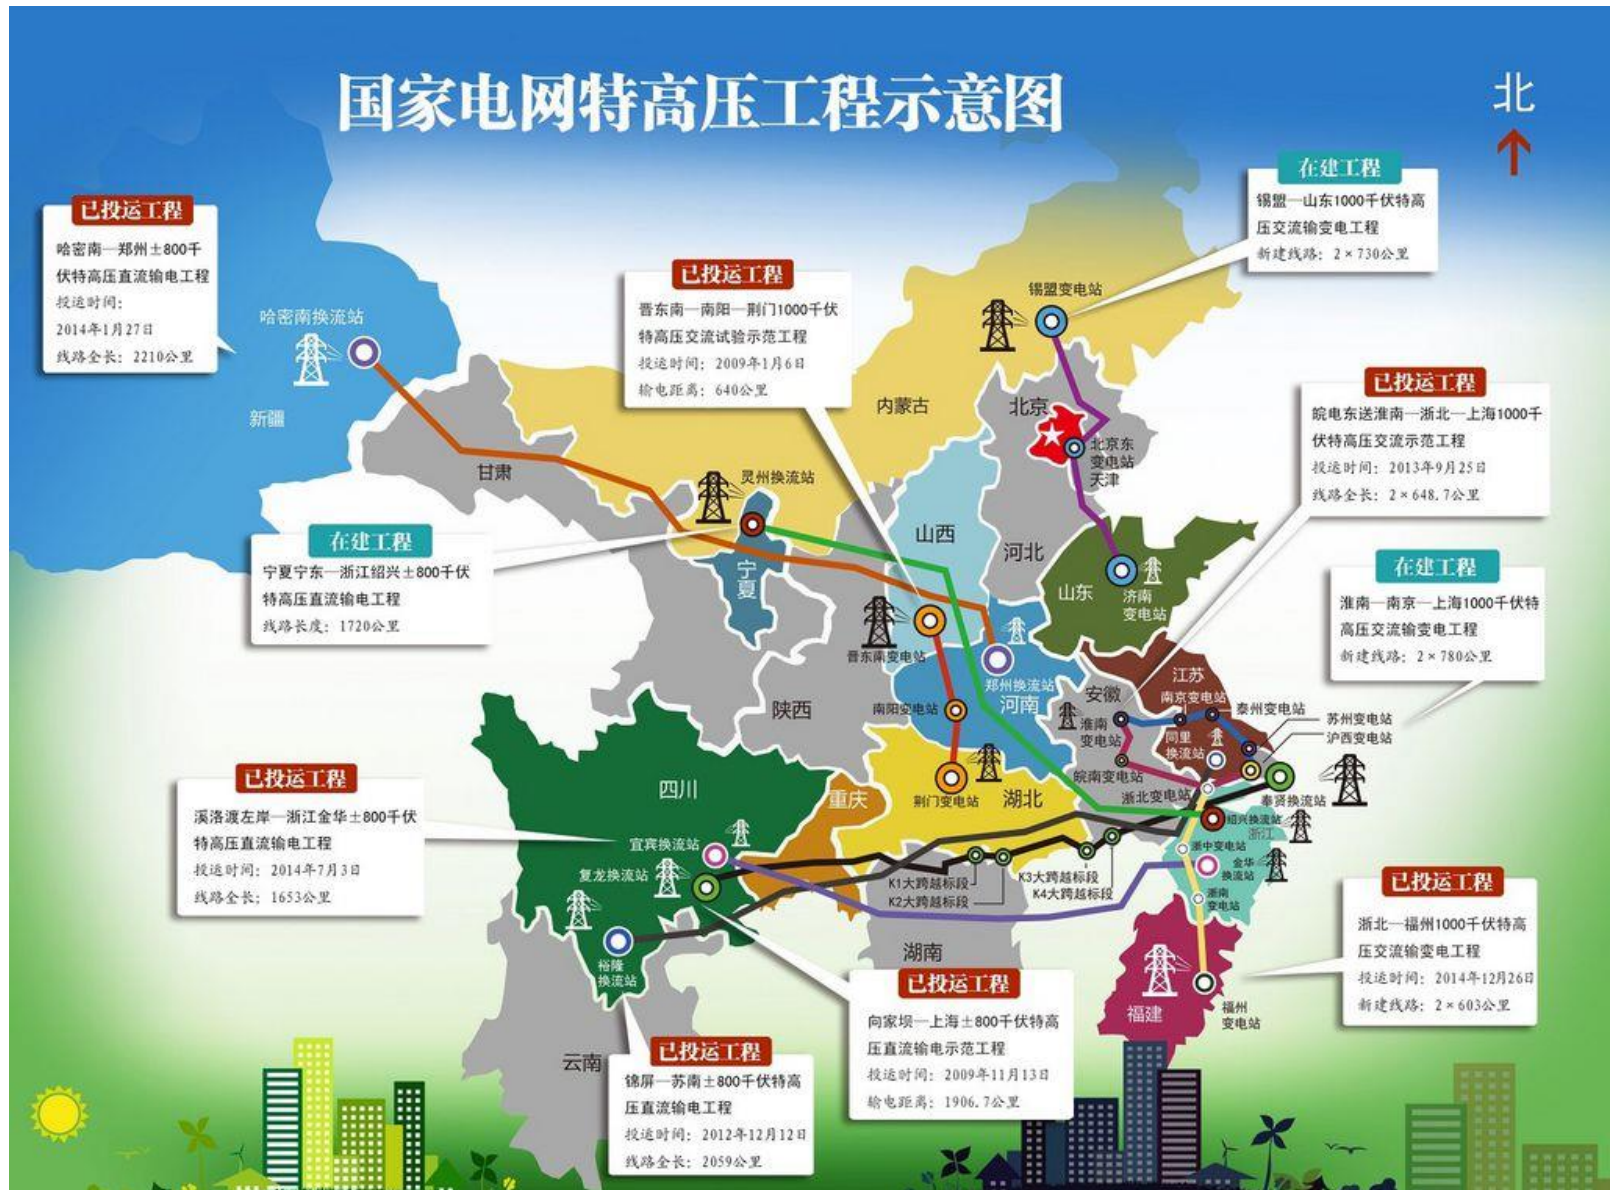 国家电网特高压工程示意图
北
已投运工程
哈密南—郑州±800千
伏特高压直流输电工程
投运时间:
2014年1月27日
线路全长: 2210公里
在建工程
锡盟—山东1000千伏特高
压交流输变电工程
新建线路: 2×730公里
已投运工程
晋东南—南阳—荆门1000千伏
特高压交流试验示范工程
投运时间: 2009年1月6日
输电距离: 640公里
已投运工程
皖电东送淮南—浙北—上海1000千
伏特高压交流示范工程
投运时间: 2013年9月25日
线路全长: 2×648.7公里
在建工程
宁夏宁东—浙江绍兴±800千伏
特高压直流输电工程
线路长度: 1720公里
在建工程
淮南—南京—上海1000千伏特
高压交流输变电工程
新建线路: 2×780公里
已投运工程
溪洛渡左岸—浙江金华±800千伏
特高压直流输电工程
投运时间: 2014年7月3日
线路全长: 1653公里
已投运工程
浙北—福州1000千伏特高
压交流输变电工程
投运时间: 2014年12月26日
新建线路: 2×603公里
已投运工程
向家坝—上海±800千伏特高
压直流输电示范工程
投运时间: 2009年11月13日
输电距离: 1906.7公里
已投运工程
锦屏—苏南±800千伏特高
压直流输电工程
投运时间: 2012年12月12日
线路全长: 2059公里
哈密南换流站
新疆
甘肃
内蒙古
锡盟变电站
北京
北京东
变电站
天津
灵州换流站
宁夏
山西
河北
山东
济南
变电站
晋东南变电站
郑州换流站
河南
南阳变电站
陕西
荆门变电站
湖北
安徽
淮南
变电站
皖南变电站
江苏
南京变电站
泰州变电站
同里
换流站
苏州变电站
沪西变电站
浙北变电站
奉贤换流站
绍兴换流站
浙江
浙中变电站
金华
换流站
浙南
变电站
四川
重庆
宜宾换流站
复龙换流站
裕隆
换流站
K1大跨越标段
K2大跨越标段
K3大跨越标段
K4大跨越标段
湖南
云南
福建
福州
变电站